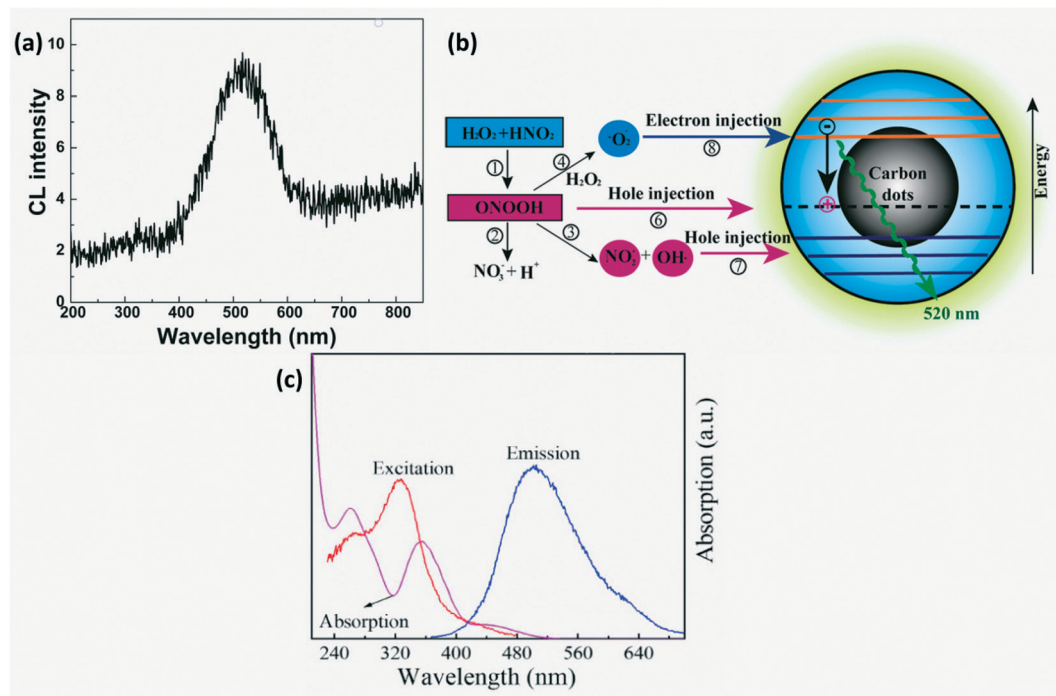 (a)
CL intensity
10
8
6
4
2
0
200 300 400 500 600 700 800
Wavelength (nm)
(b)
H₂O₂ +HNO₂
①
ONOOH
②
NO₃⁻ + H⁺
④
H₂O₂
③
·O₂⁻
Electron injection
⑧
Hole injection
⑥
NO₂· + OH·
Hole injection
⑦
-
+
Carbon
dots
520 nm
Energy
(c)
Excitation
Emission
Absorption
Absorption (a.u.)
240 320 400 480 560 640
Wavelength (nm)